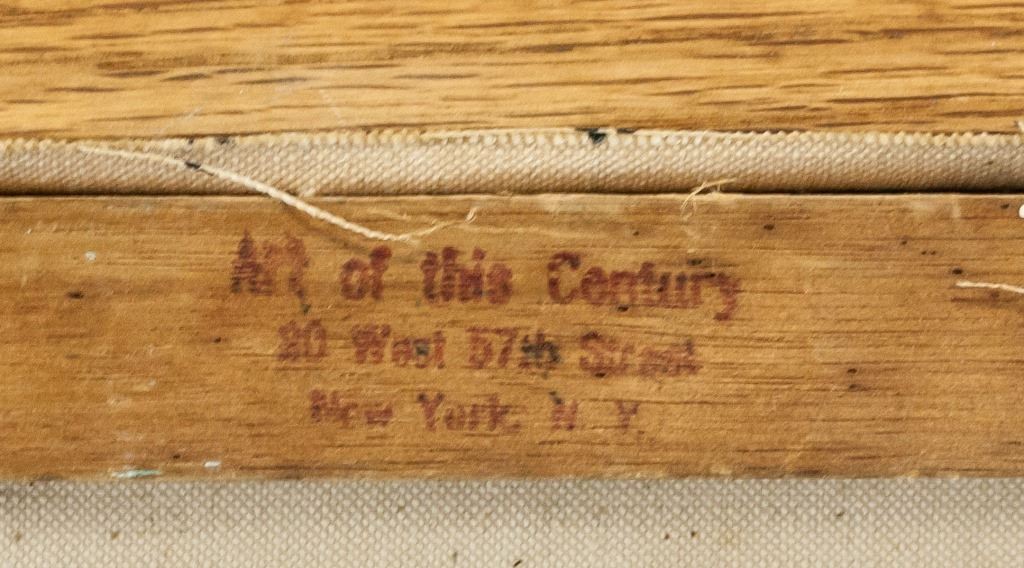 Art of this Century
30 West 57th Street
New York, N. Y.